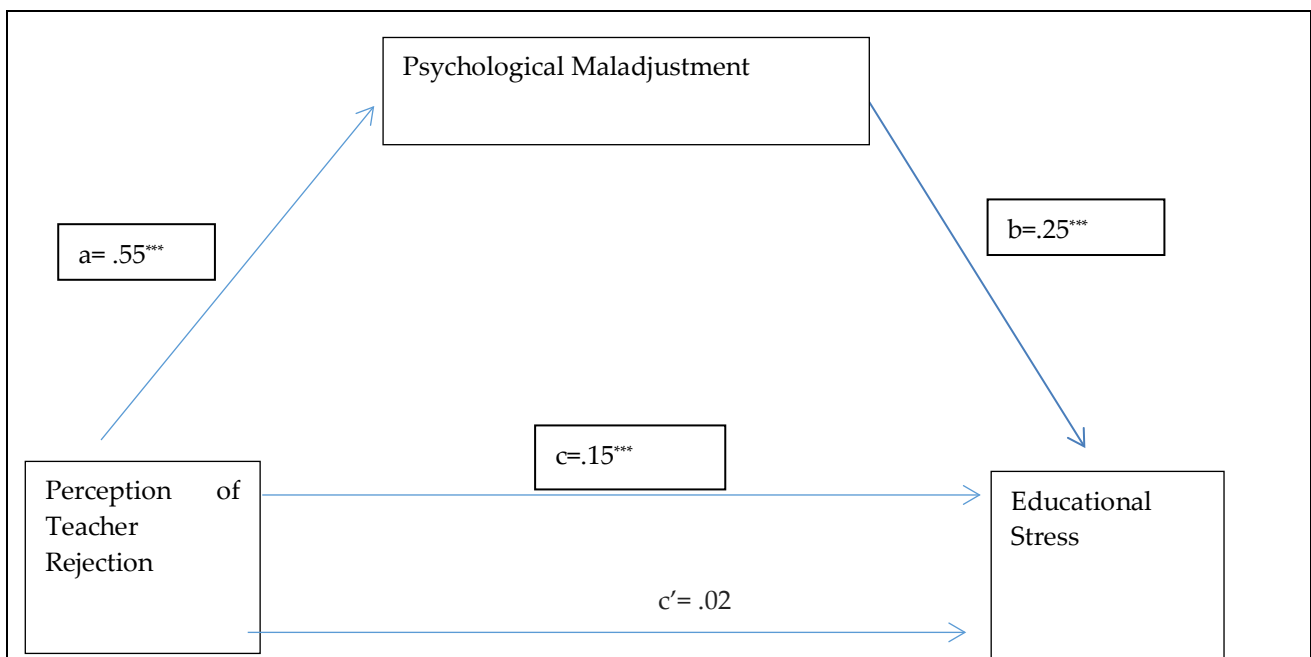 Psychological Maladjustment
a= .55***
b=.25***
c=.15***
Perception of
Teacher
Rejection
Educational
Stress
c’= .02